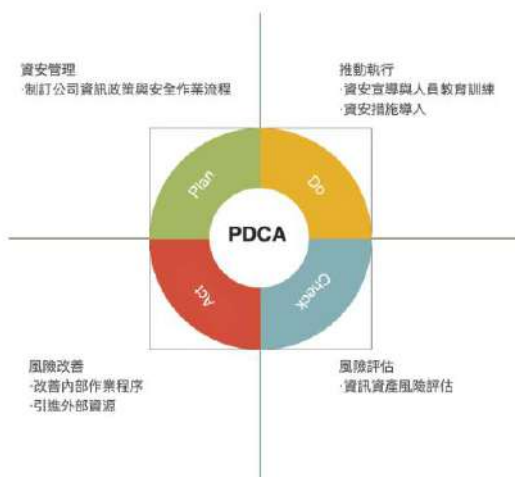 資安管理
·制訂公司資訊政策與安全作業流程
推動執行
·資安宣導與人員教育訓練
·資安措施導入
Plan
Do
PDCA
Act
Check
風險改善
·改善內部作業程序
·引進外部資源
風險評估
·資訊資產風險評估